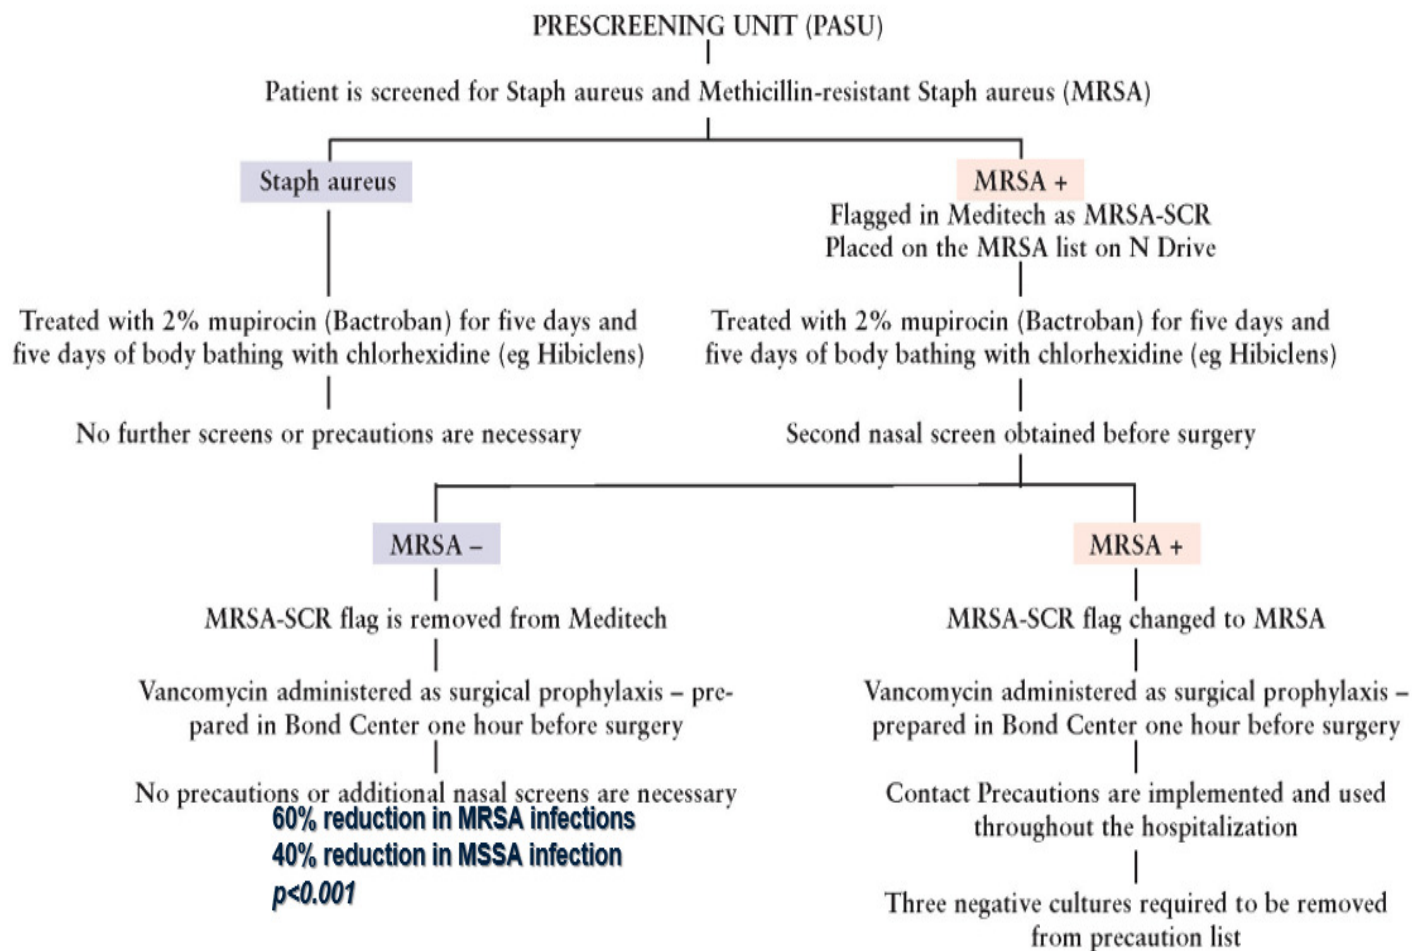 PRESCREENING UNIT (PASU)
Patient is screened for Staph aureus and Methicillin-resistant Staph aureus (MRSA)
Staph aureus
MRSA +
Flagged in Meditech as MRSA-SCR
Placed on the MRSA list on N Drive
Treated with 2% mupirocin (Bactroban) for five days and
five days of body bathing with chlorhexidine (eg Hibiclens)
Treated with 2% mupirocin (Bactroban) for five days and
five days of body bathing with chlorhexidine (eg Hibiclens)
No further screens or precautions are necessary
Second nasal screen obtained before surgery
MRSA –
MRSA-SCR flag is removed from Meditech
Vancomycin administered as surgical prophylaxis – pre-
pared in Bond Center one hour before surgery
No precautions or additional nasal screens are necessary
60% reduction in MRSA infections
40% reduction in MSSA infection
p<0.001
MRSA +
MRSA-SCR flag changed to MRSA
Vancomycin administered as surgical prophylaxis –
prepared in Bond Center one hour before surgery
Contact Precautions are implemented and used
throughout the hospitalization
Three negative cultures required to be removed
from precaution list